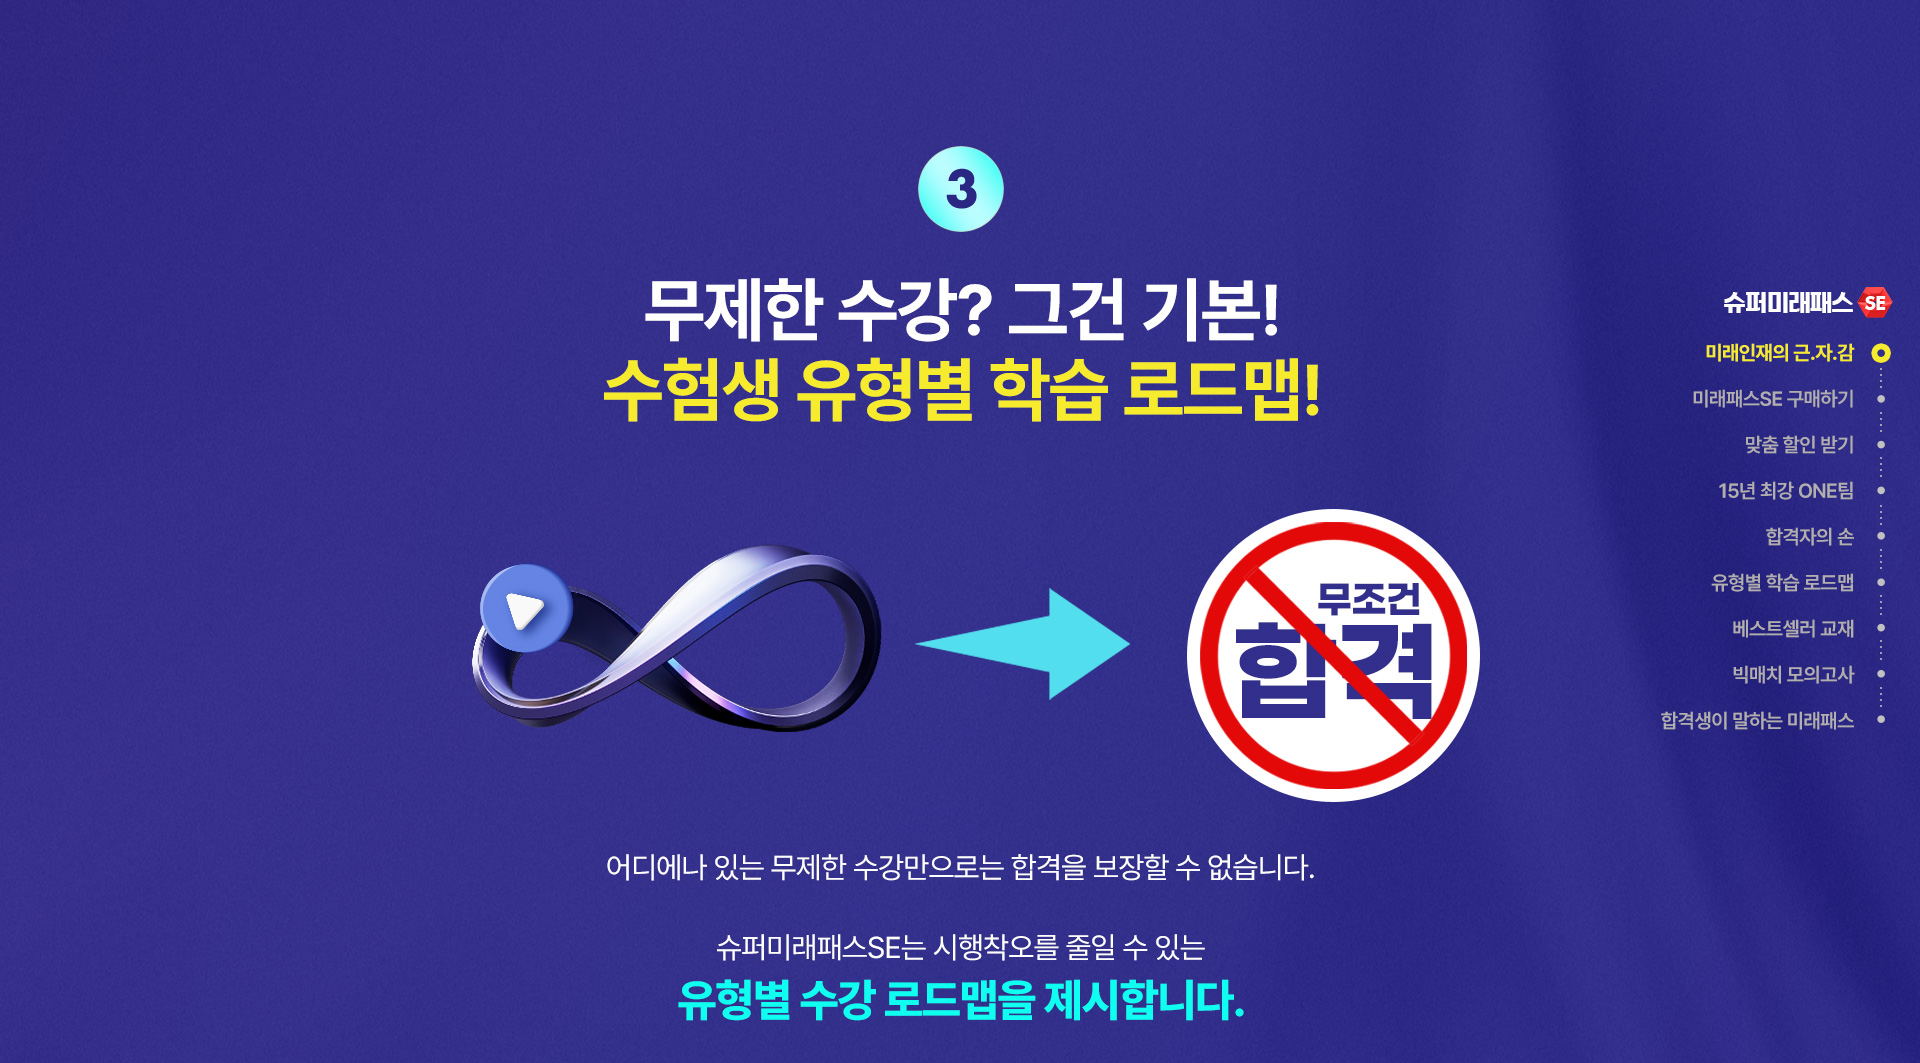 3
무제한 수강? 그건 기본!
수험생 유형별 학습 로드맵!
무조건
합격
어디에나 있는 무제한 수강만으로는 합격을 보장할 수 없습니다.
슈퍼미래패스SE는 시행착오를 줄일 수 있는
유형별 수강 로드맵을 제시합니다.
슈퍼미래패스 SE
미래인재의 근.자.감
미래패스SE 구매하기
맞춤 할인 받기
15년 최강 ONE팀
합격자의 손
유형별 학습 로드맵
베스트셀러 교재
빅매치 모의고사
합격생이 말하는 미래패스